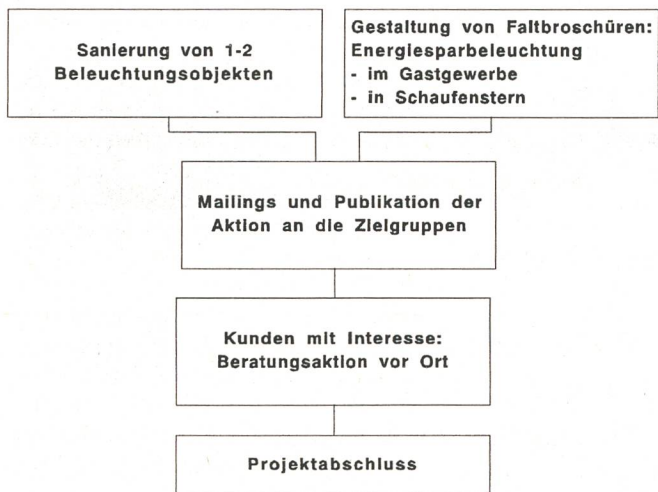 Sanierung von 1-2
Beleuchtungsobjekten
Gestaltung von Faltbroschüren:
Energiesparbeleuchtung
- im Gastgewerbe
- in Schaufenstern
Mailings und Publikation der
Aktion an die Zielgruppen
Kunden mit Interesse:
Beratungsaktion vor Ort
Projektabschluss